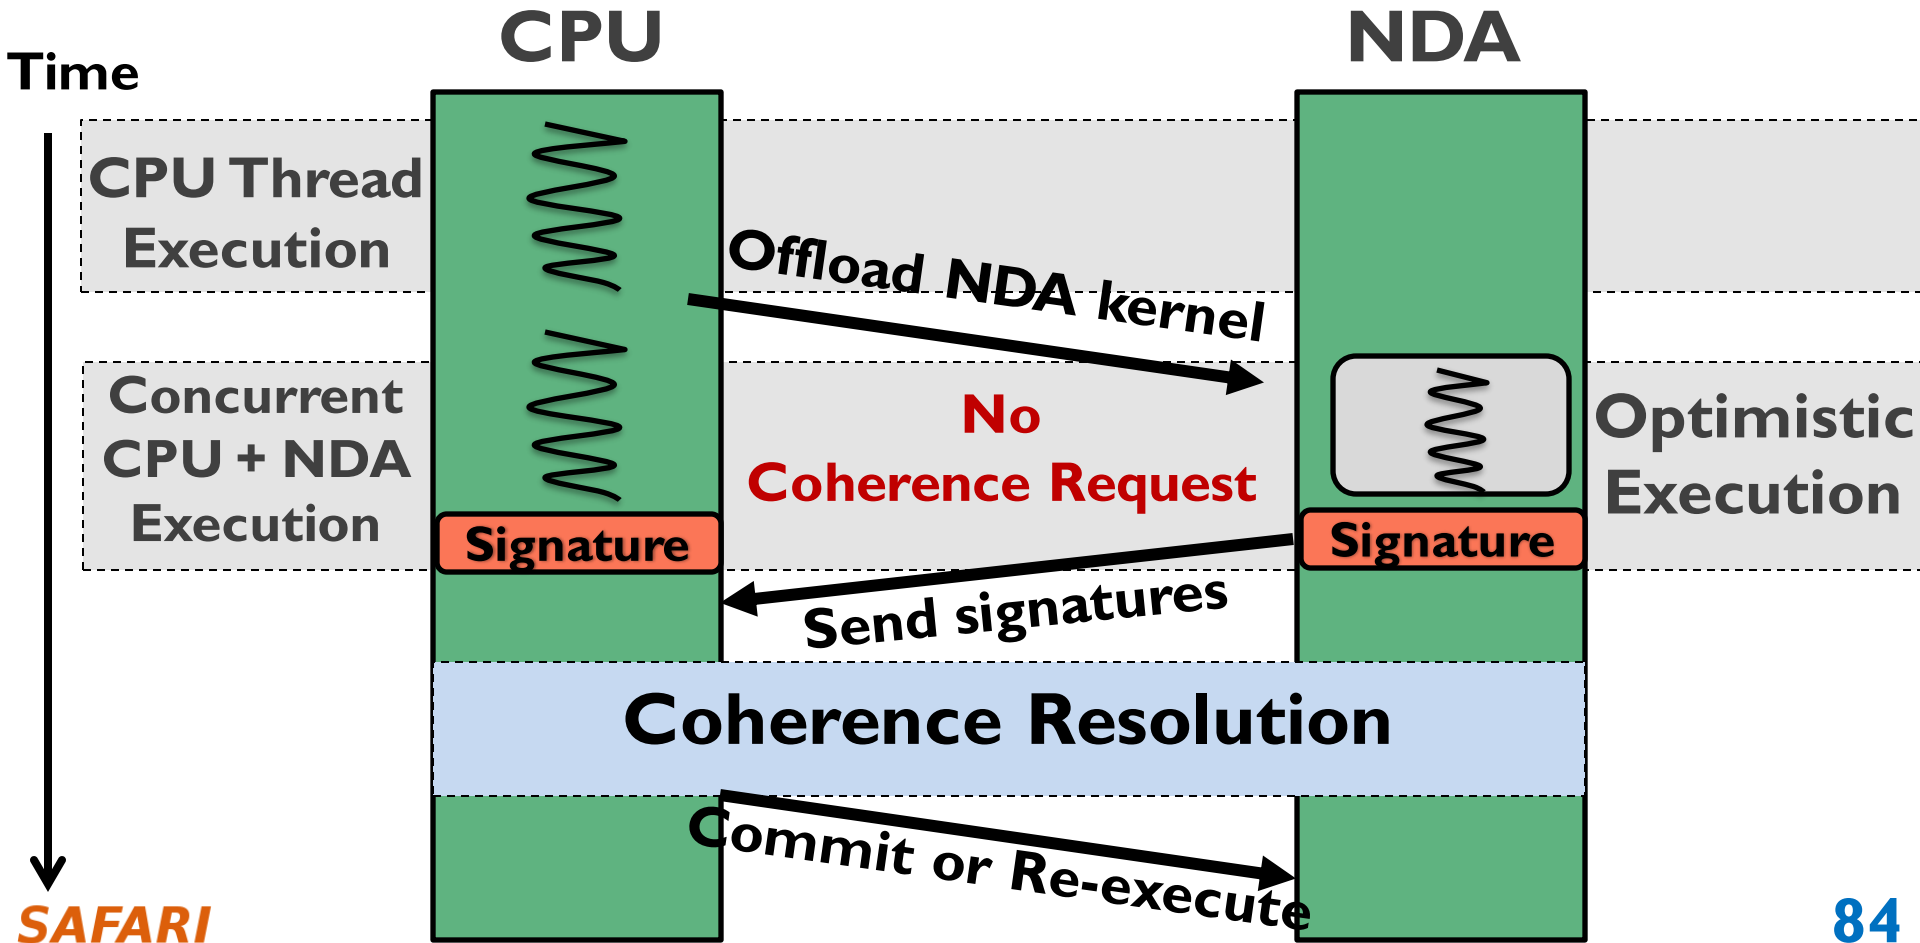 CPU
NDA
Time
CPU Thread
Execution
Offload NDA kernel
Concurrent
CPU + NDA
Execution
No
Coherence Request
Optimistic
Execution
Signature
Signature
Send signatures
Coherence Resolution
Commit or Re-execute
SAFARI
84